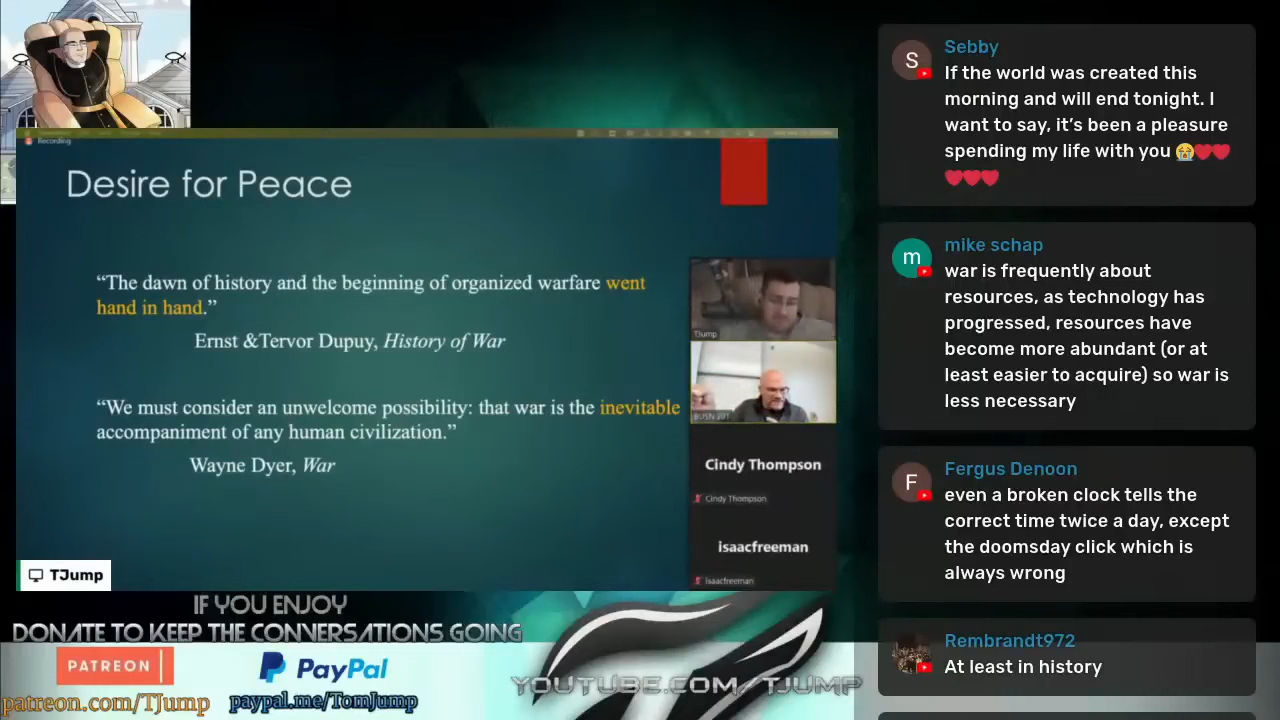 Recording
Desire for Peace
“The dawn of history and the beginning of organized warfare went
hand in hand.”
Ernst &Tervor Dupuy, History of War
“We must consider an unwelcome possibility: that war is the inevitable
accompaniment of any human civilization.”
Wayne Dyer, War
TJump
BUSN 201
Cindy Thompson
Cindy Thompson
isaacfreeman
isaacfreeman
TJump
IF YOU ENJOY
DONATE TO KEEP THE CONVERSATIONS GOING
PATREON
PayPal
patreon.com/TJump
paypal.me/TomJump
YOUTUBE.COM/TJUMP
S
Sebby
If the world was created this
morning and will end tonight. I
want to say, it’s been a pleasure
spending my life with you 😭❤️❤️
❤️❤️❤️
m
mike schap
war is frequently about
resources, as technology has
progressed, resources have
become more abundant (or at
least easier to acquire) so war is
less necessary
F
Fergus Denoon
even a broken clock tells the
correct time twice a day, except
the doomsday click which is
always wrong
Rembrandt972
At least in history